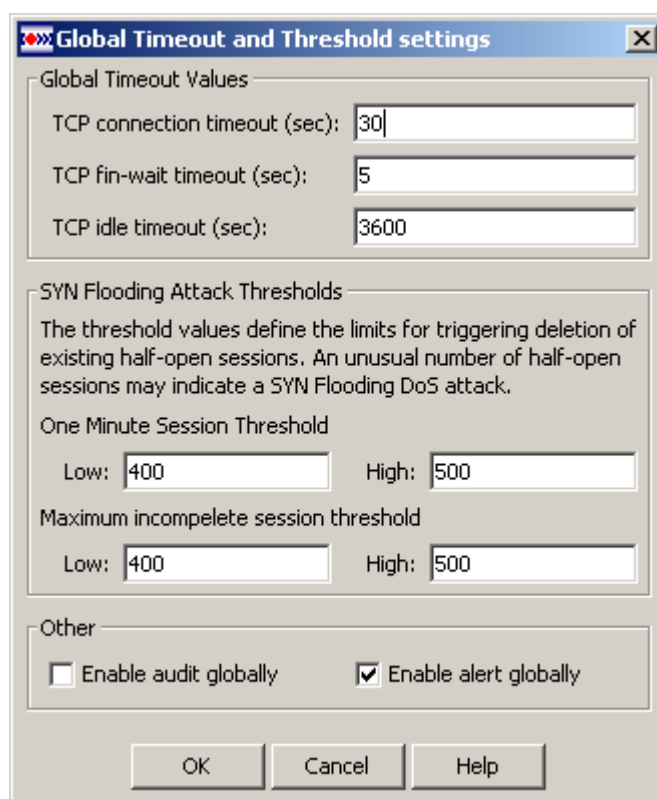 Global Timeout and Threshold settings
Global Timeout Values
TCP connection timeout (sec): 30
TCP fin-wait timeout (sec): 5
TCP idle timeout (sec): 3600
SYN Flooding Attack Thresholds
The threshold values define the limits for triggering deletion of
existing half-open sessions. An unusual number of half-open
sessions may indicate a SYN Flooding DoS attack.
One Minute Session Threshold
Low: 400 High: 500
Maximum incompelete session threshold
Low: 400 High: 500
Other
Enable audit globally Enable alert globally
OK Cancel Help